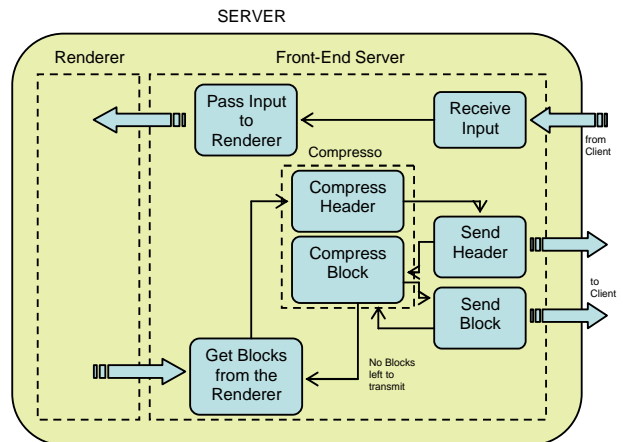 SERVER
Renderer
Front-End Server
Pass Input
to
Renderer
Receive
Input
from
Client
Compresso
Compress
Header
Compress
Block
Send
Header
to
Client
Send
Block
Get Blocks
from the
Renderer
No Blocks
left to
transmit